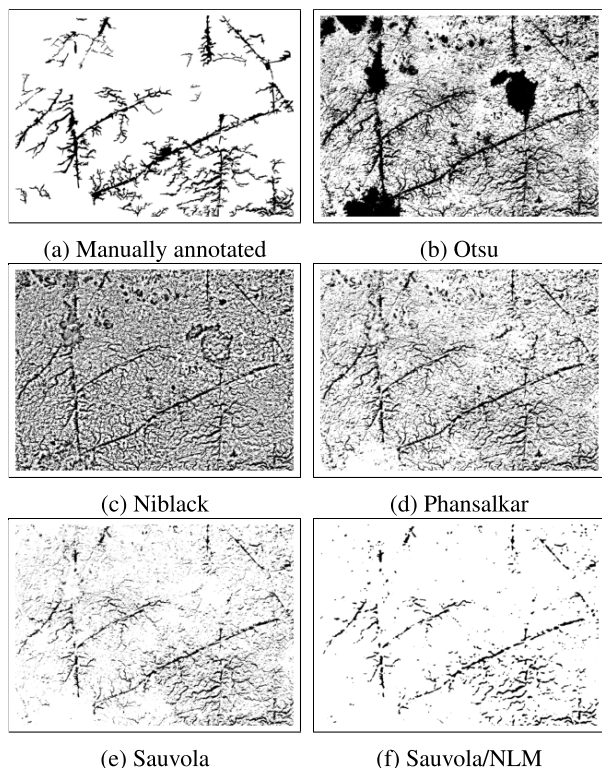 (a) Manually annotated
(b) Otsu
(c) Niblack
(d) Phansalkar
(e) Sauvola
(f) Sauvola/NLM